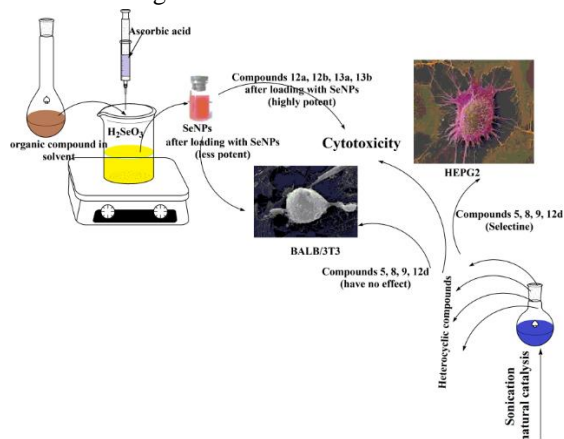 Ascorbic acid
organic compound in
solvent
H2SeO3
SeNPs
after loading with SeNPs
(less potent)
Compounds 12a, 12b, 13a, 13b
after loading with SeNPs
(highly potent)
Cytotoxicity
HEPG2
BALB/3T3
Compounds 5, 8, 9, 12d
(Selectine)
Compounds 5, 8, 9, 12d
(have no effect)
Heterocyclic compounds
Sonication
natural catalysis